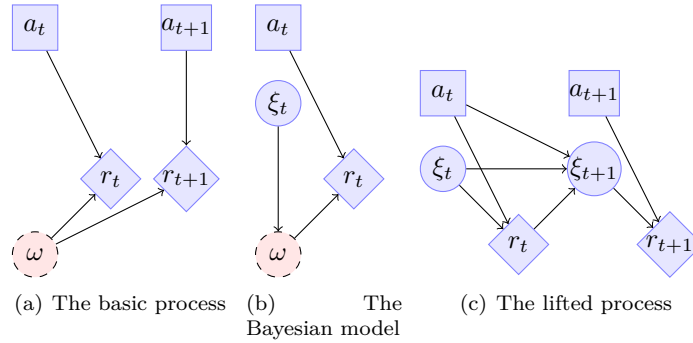 a_t a_{t+1} r_t r_{t+1} ω
(a) The basic process
a_t ξ_t r_t ω
(b) The
Bayesian model
a_t a_{t+1} ξ_t ξ_{t+1} r_t r_{t+1}
(c) The lifted process